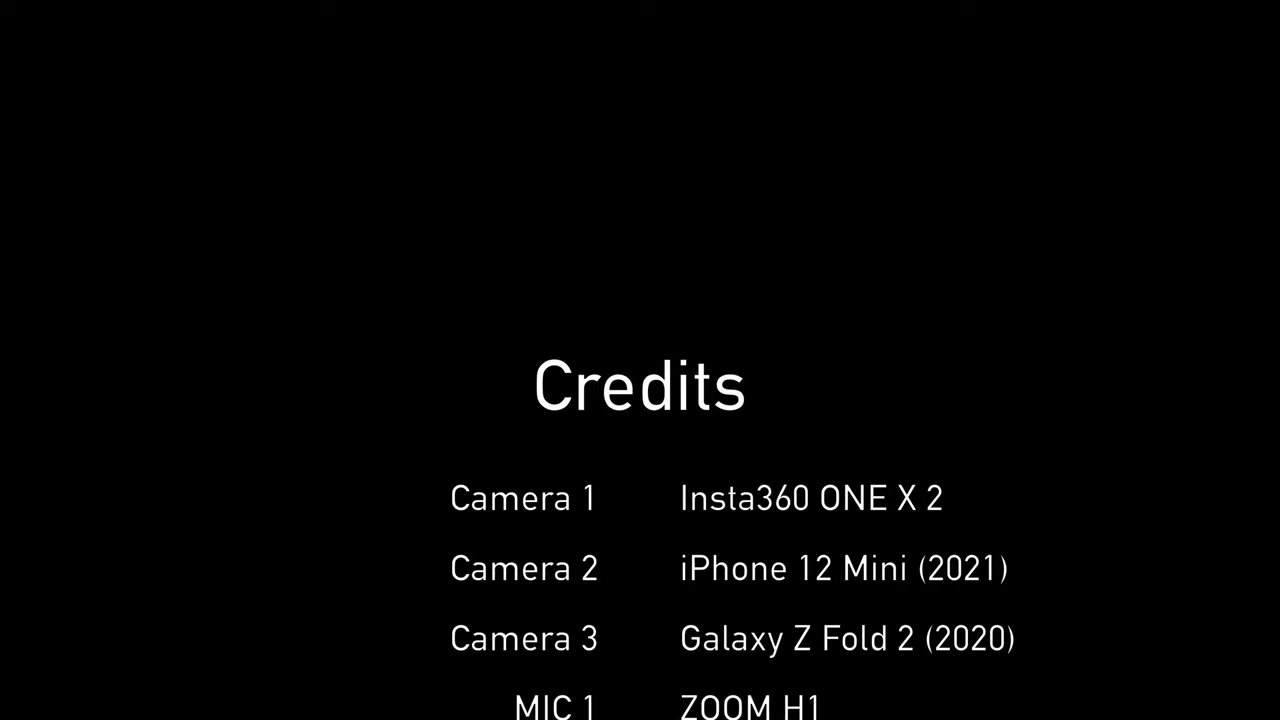 Credits
Camera 1 Insta360 ONE X 2
Camera 2 iPhone 12 Mini (2021)
Camera 3 Galaxy Z Fold 2 (2020)
MIC 1 ZOOM H1